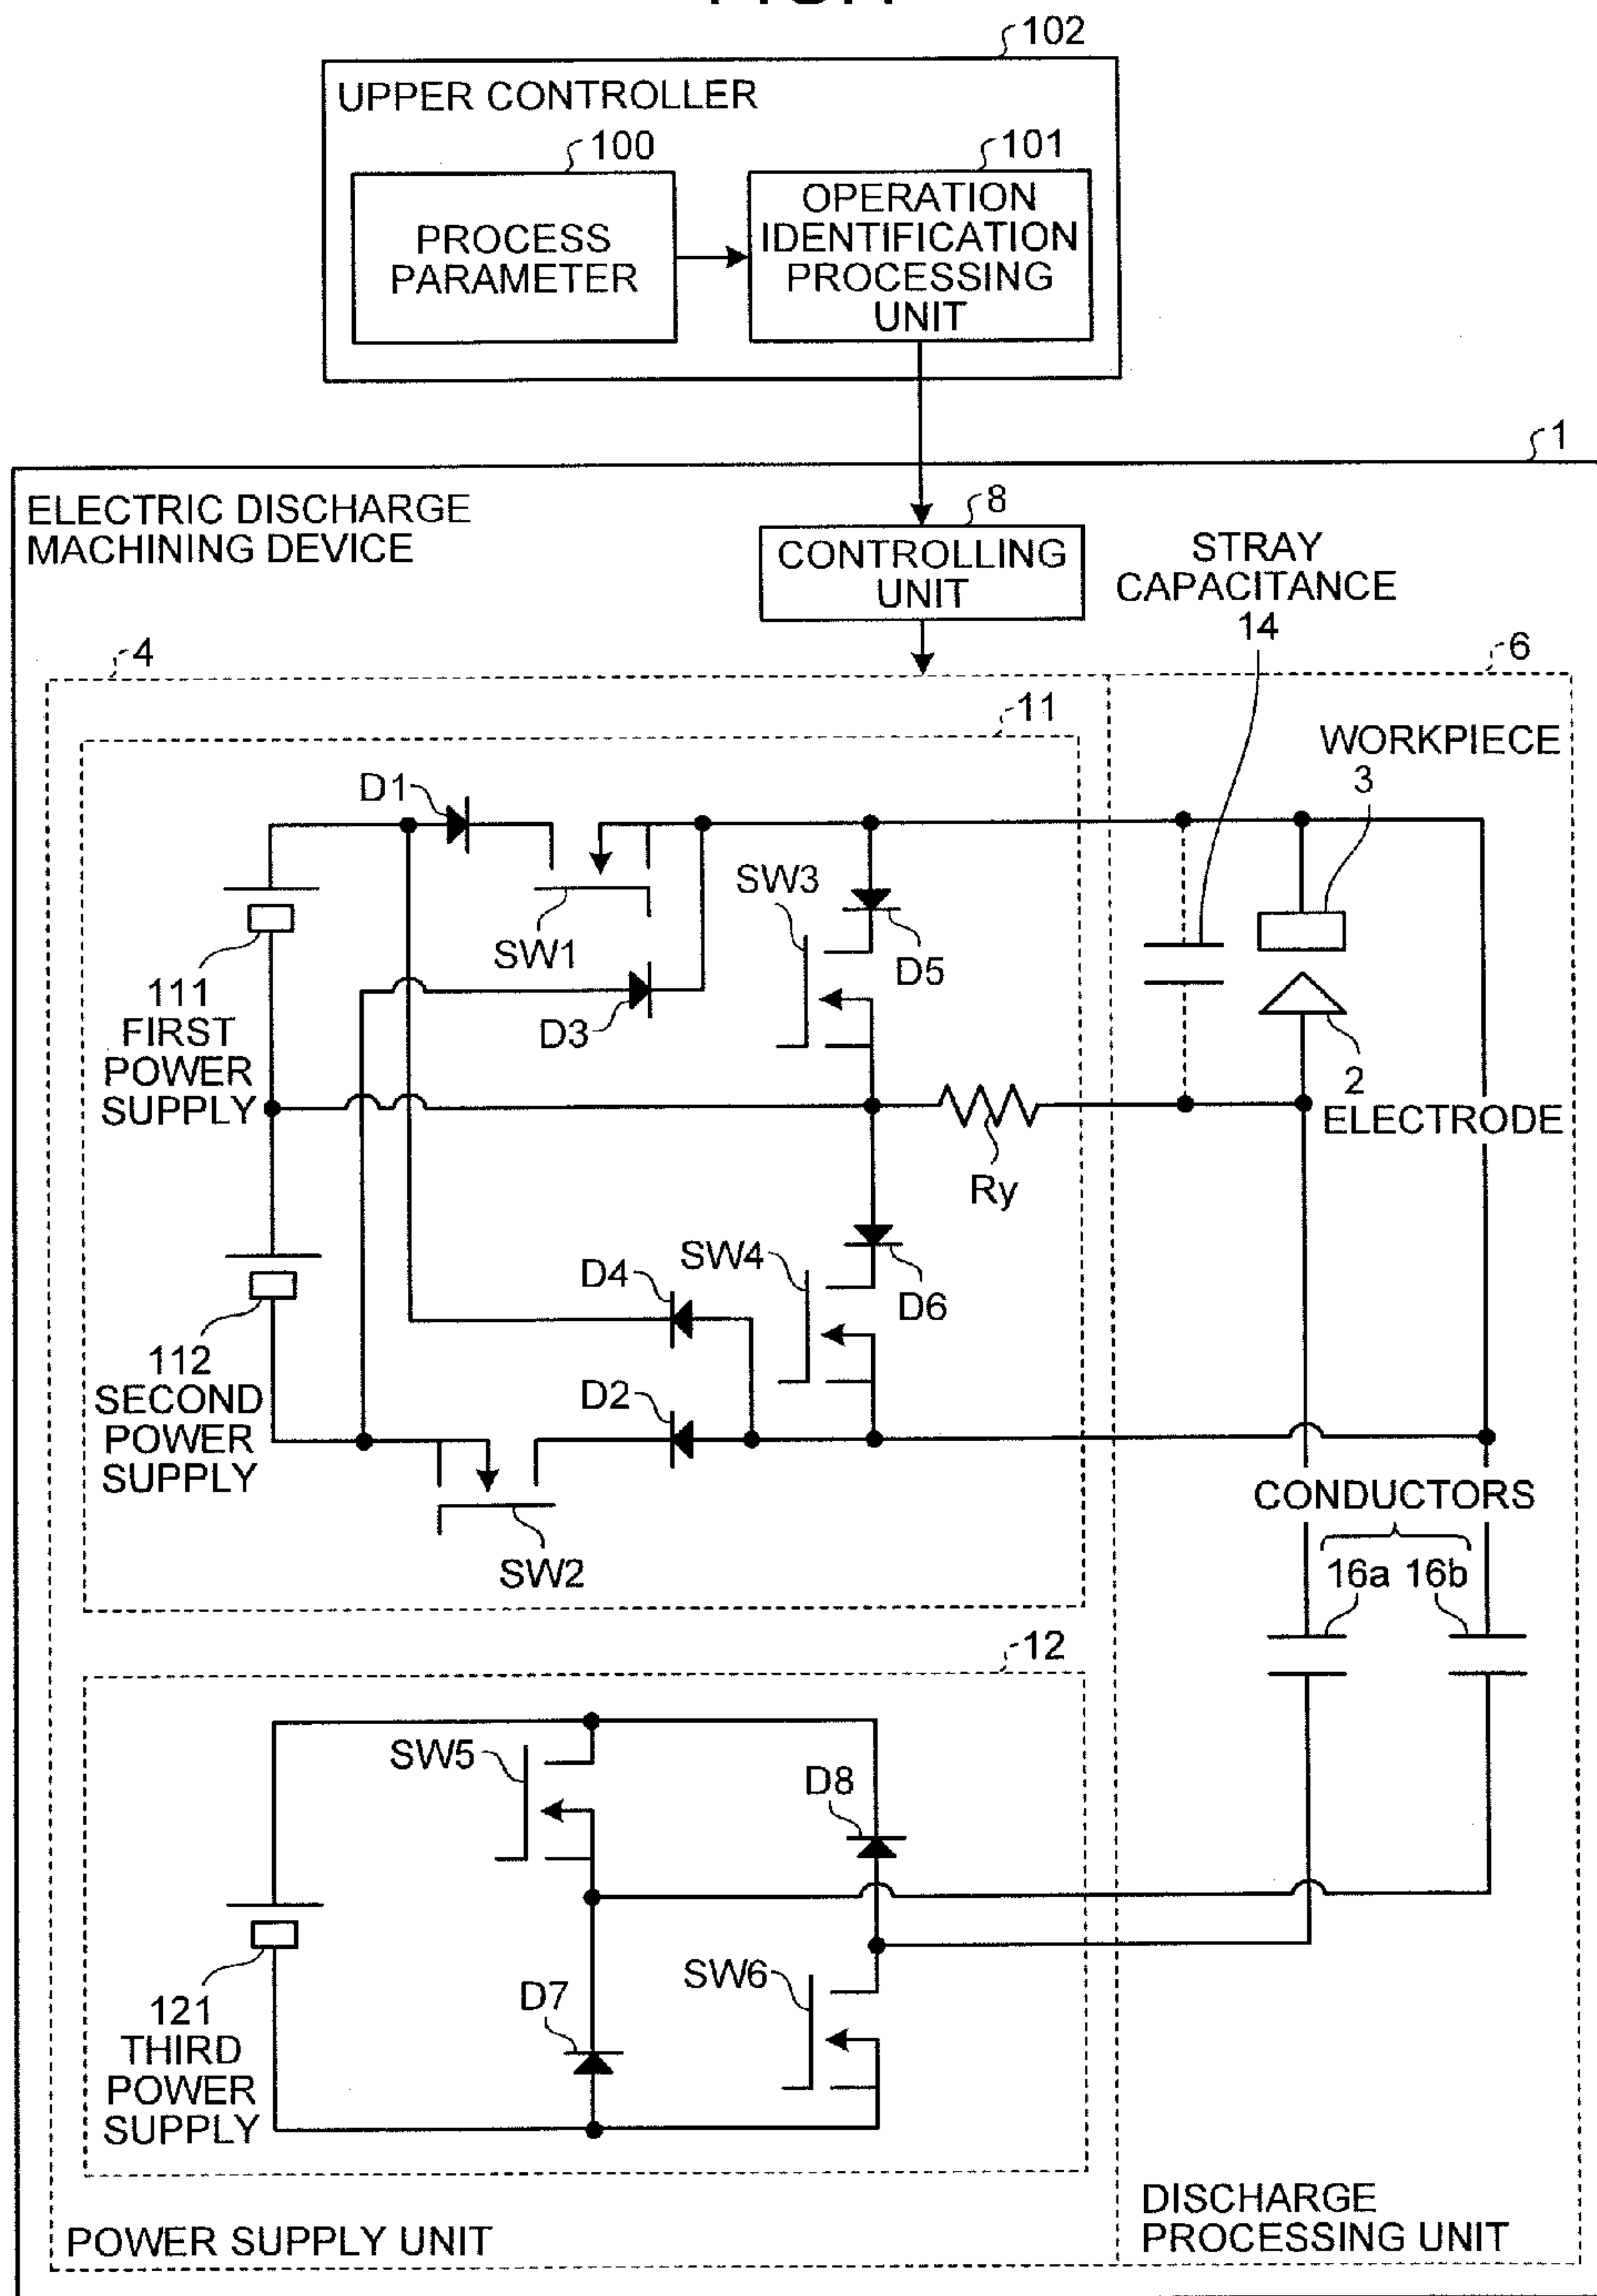 102
UPPER CONTROLLER
100
101
PROCESS
PARAMETER
OPERATION
IDENTIFICATION
PROCESSING
UNIT
1
ELECTRIC DISCHARGE
MACHINING DEVICE
8
CONTROLLING
UNIT
STRAY
CAPACITANCE
14
4
6
11
WORKPIECE
3
D1
SW1
SW3
D5
D3
111
FIRST
POWER
SUPPLY
2
ELECTRODE
Ry
SW4
D4
D6
112
SECOND
POWER
SUPPLY
D2
SW2
CONDUCTORS
16a 16b
12
SW5
D8
121
THIRD
POWER
SUPPLY
D7
SW6
POWER SUPPLY UNIT
DISCHARGE
PROCESSING UNIT